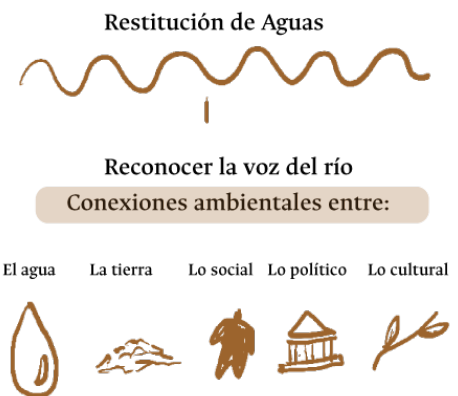 Restitución de Aguas
Reconocer la voz del río
Conexiones ambientales entre:
El agua La tierra Lo social Lo político Lo cultural